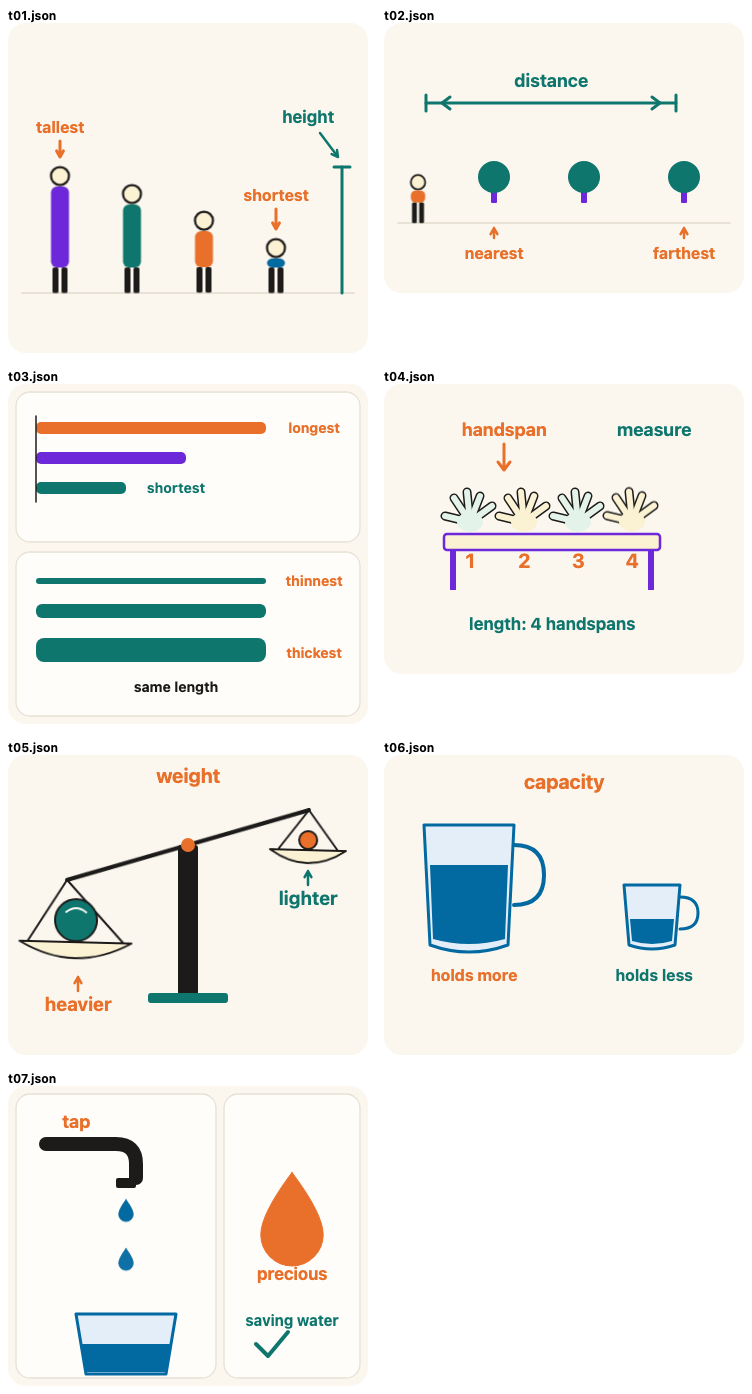 t01.json
tallest
height
shortest
t02.json
distance
nearest
farthest
t03.json
longest
shortest
thinnest
thickest
same length
t04.json
handspan
measure
1 2 3 4
length: 4 handspans
t05.json
weight
lighter
heavier
t06.json
capacity
holds more
holds less
t07.json
tap
precious
saving water